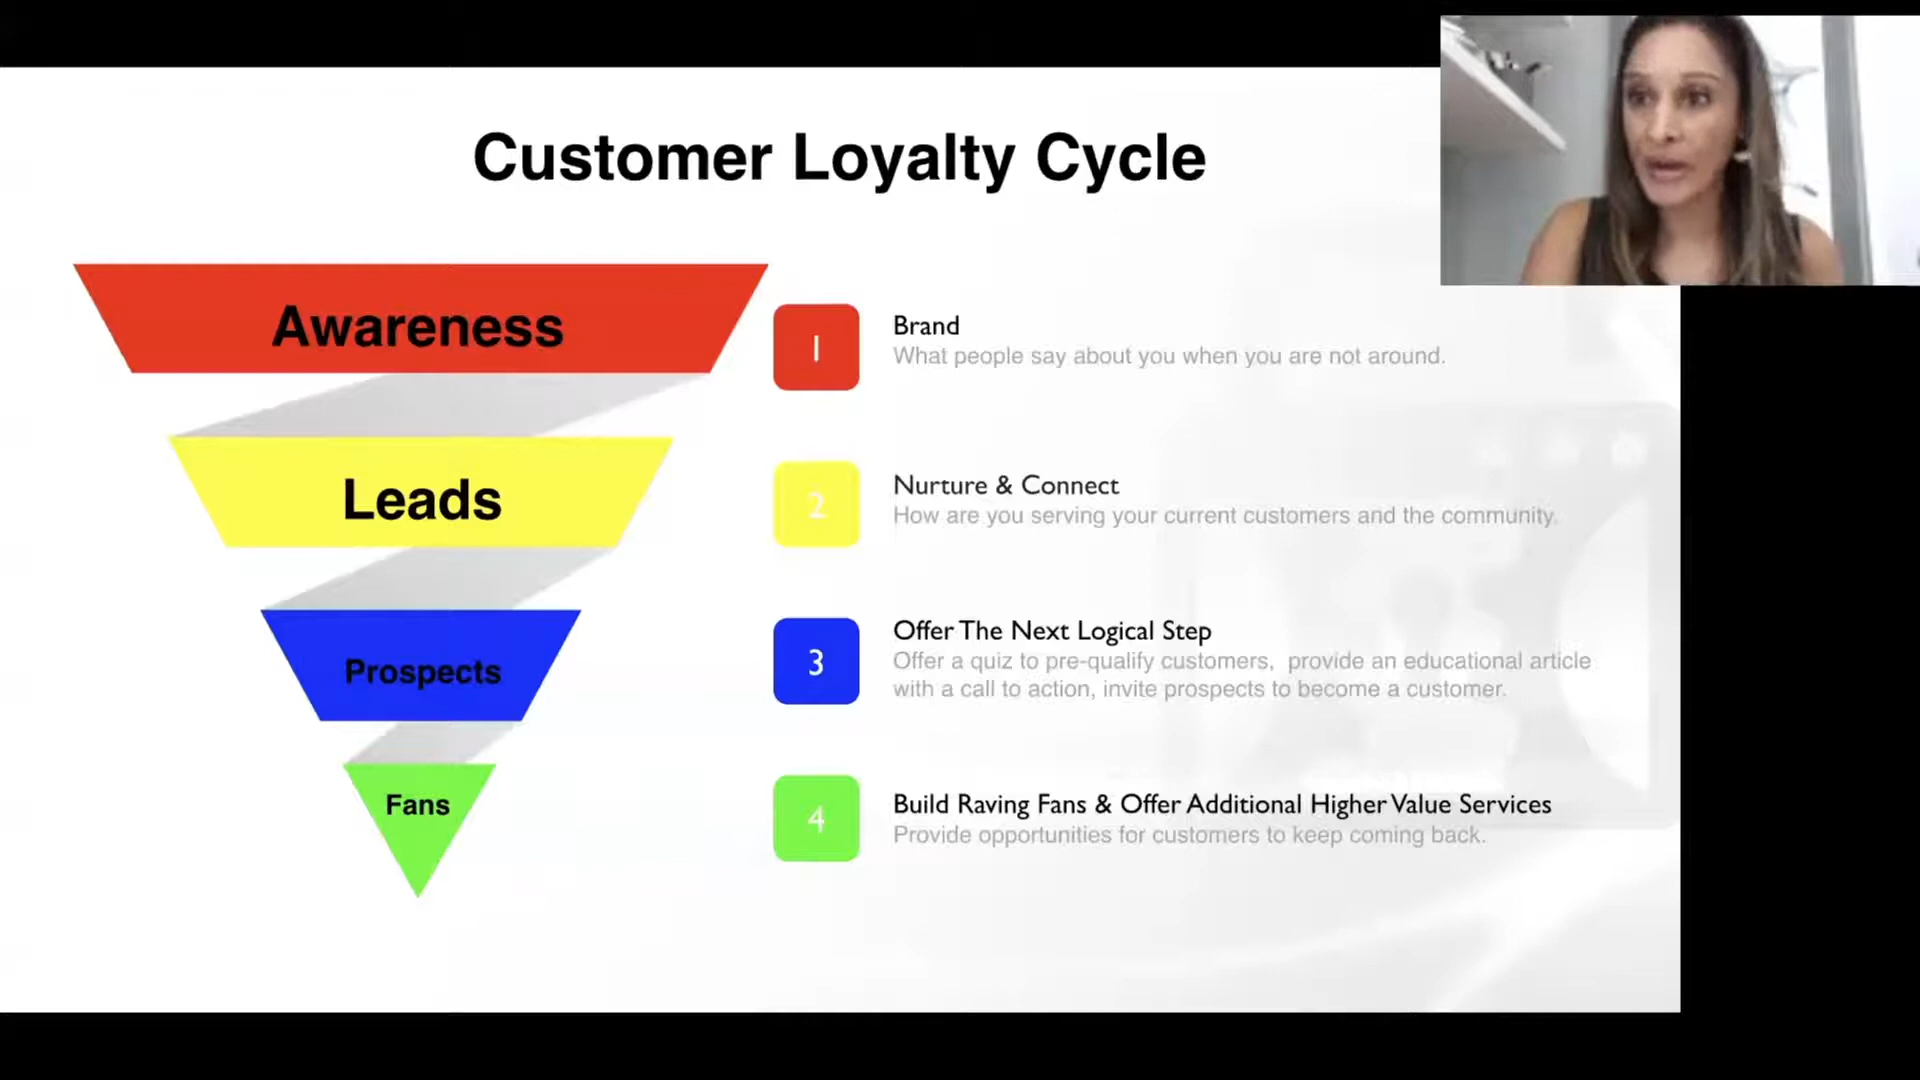 Customer Loyalty Cycle
Awareness
1
Brand
What people say about you when you are not around.
Leads
2
Nurture & Connect
How are you serving your current customers and the community.
Prospects
3
Offer The Next Logical Step
Offer a quiz to pre-qualify customers, provide an educational article
with a call to action, invite prospects to become a customer.
Fans
4
Build Raving Fans & Offer Additional Higher Value Services
Provide opportunities for customers to keep coming back.